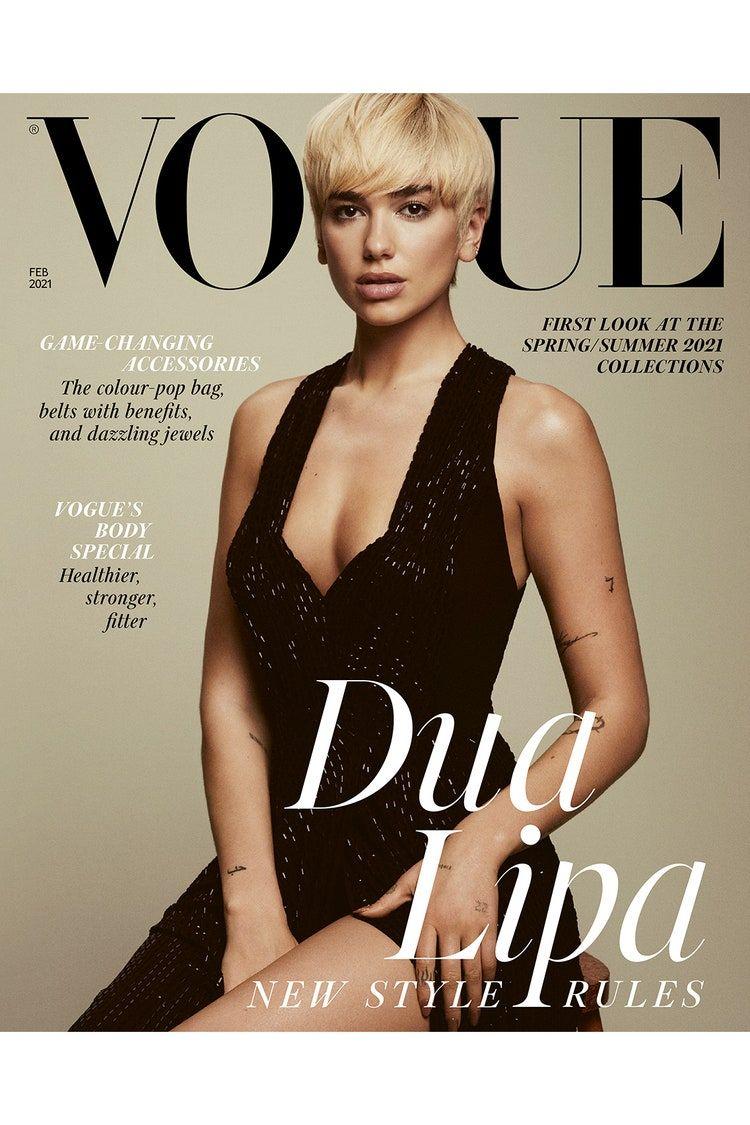 VOGUE
®
FEB
2021
FIRST LOOK AT THE
SPRING/SUMMER 2021
COLLECTIONS
GAME-CHANGING
ACCESSORIES
The colour-pop bag,
belts with benefits,
and dazzling jewels
VOGUE'S
BODY
SPECIAL
Healthier,
stronger,
fitter
Dua
Lipa
NEW STYLE RULES